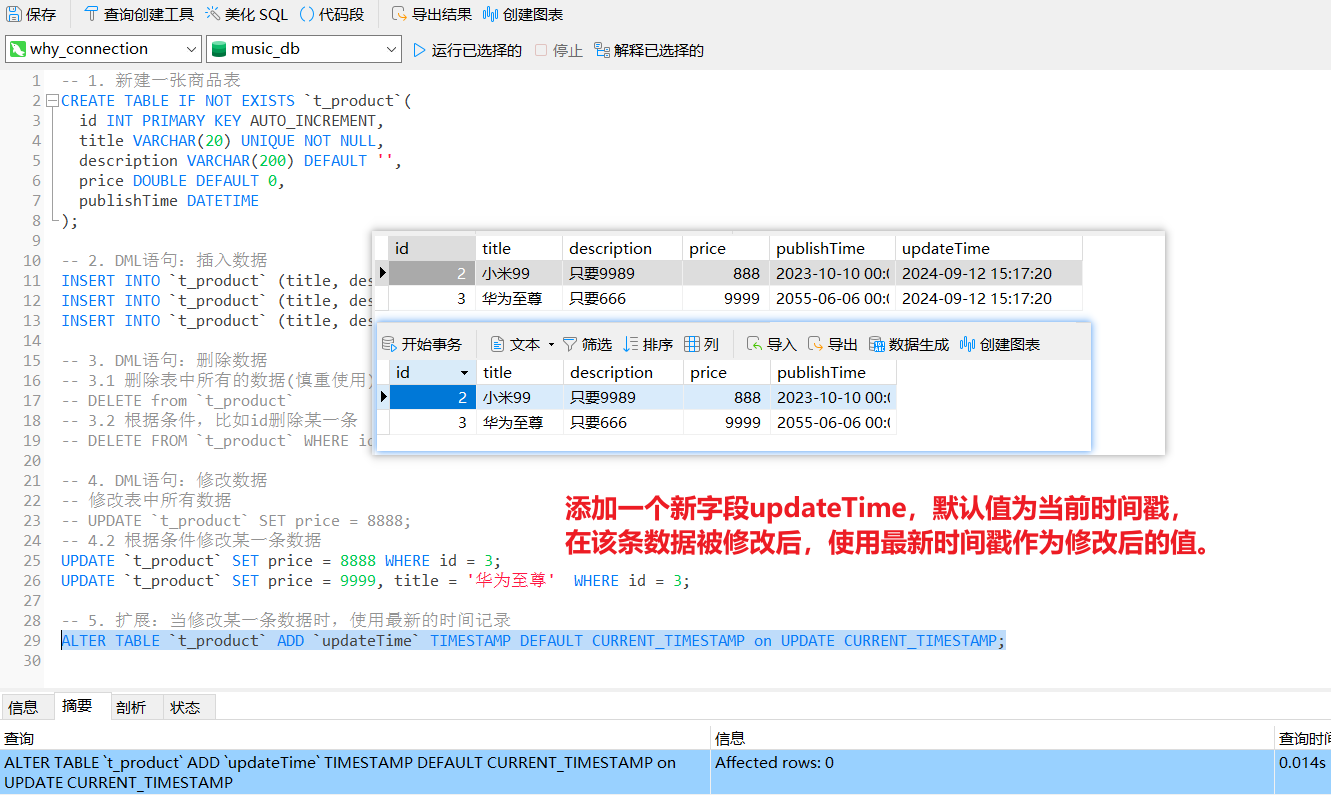 保存 查询创建工具 美化 SQL () 代码段 导出结果 创建图表
why_connection music_db 运行已选择的 停止 解释已选择的
1 -- 1. 新建一张商品表
2 CREATE TABLE IF NOT EXISTS `t_product`(
3 id INT PRIMARY KEY AUTO_INCREMENT,
4 title VARCHAR(20) UNIQUE NOT NULL,
5 description VARCHAR(200) DEFAULT '',
6 price DOUBLE DEFAULT 0,
7 publishTime DATETIME
8 );
9
10 -- 2. DML语句：插入数据
11 INSERT INTO `t_product` (title, des
12 INSERT INTO `t_product` (title, des
13 INSERT INTO `t_product` (title, des
14
15 -- 3. DML语句：删除数据
16 -- 3.1 删除表中所有的数据(慎重使用)
17 -- DELETE from `t_product`
18 -- 3.2 根据条件，比如id删除某一条
19 -- DELETE FROM `t_product` WHERE id
20
21 -- 4. DML语句：修改数据
22 -- 修改表中所有数据
23 -- UPDATE `t_product` SET price = 8888;
24 -- 4.2 根据条件修改某一条数据
25 UPDATE `t_product` SET price = 8888 WHERE id = 3;
26 UPDATE `t_product` SET price = 9999, title = '华为至尊' WHERE id = 3;
27
28 -- 5. 扩展：当修改某一条数据时，使用最新的时间记录
29 ALTER TABLE `t_product` ADD `updateTime` TIMESTAMP DEFAULT CURRENT_TIMESTAMP on UPDATE CURRENT_TIMESTAMP;
30
id title description price publishTime updateTime
2 小米99 只要9989 888 2023-10-10 00:0 2024-09-12 15:17:20
3 华为至尊 只要666 9999 2055-06-06 00:0 2024-09-12 15:17:20
开始事务 文本 筛选 排序 列 导入 导出 数据生成 创建图表
id title description price publishTime
2 小米99 只要9989 888 2023-10-10 00:0
3 华为至尊 只要666 9999 2055-06-06 00:0
添加一个新字段updateTime，默认值为当前时间戳，
在该条数据被修改后，使用最新时间戳作为修改后的值。
信息 摘要 剖析 状态
查询 信息 查询时间
ALTER TABLE `t_product` ADD `updateTime` TIMESTAMP DEFAULT CURRENT_TIMESTAMP on Affected rows: 0 0.014s
UPDATE CURRENT_TIMESTAMP